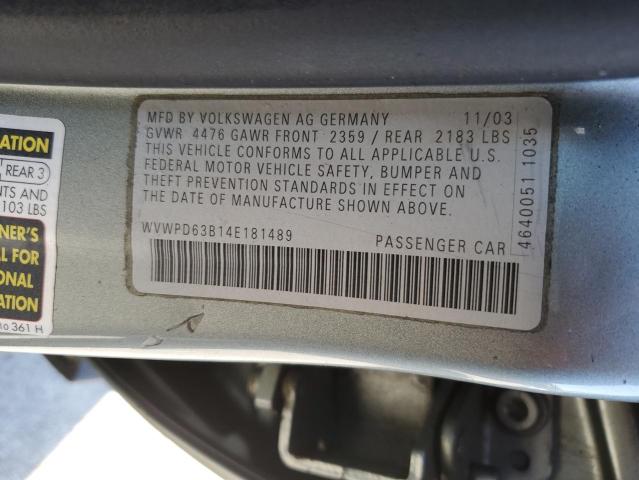 MFD BY VOLKSWAGEN AG GERMANY 11/03
GVWR 4476 GAWR FRONT 2359 / REAR 2183 LBS
THIS VEHICLE CONFORMS TO ALL APPLICABLE U.S.
FEDERAL MOTOR VEHICLE SAFETY, BUMPER AND
THEFT PREVENTION STANDARDS IN EFFECT ON
THE DATE OF MANUFACTURE SHOWN ABOVE.
WVWPD63B14E181489 PASSENGER CAR
4640051 11035
ATION
REAR 3
NTS AND
103 LBS
NER'S
L FOR
ONAL
ATION
361 H